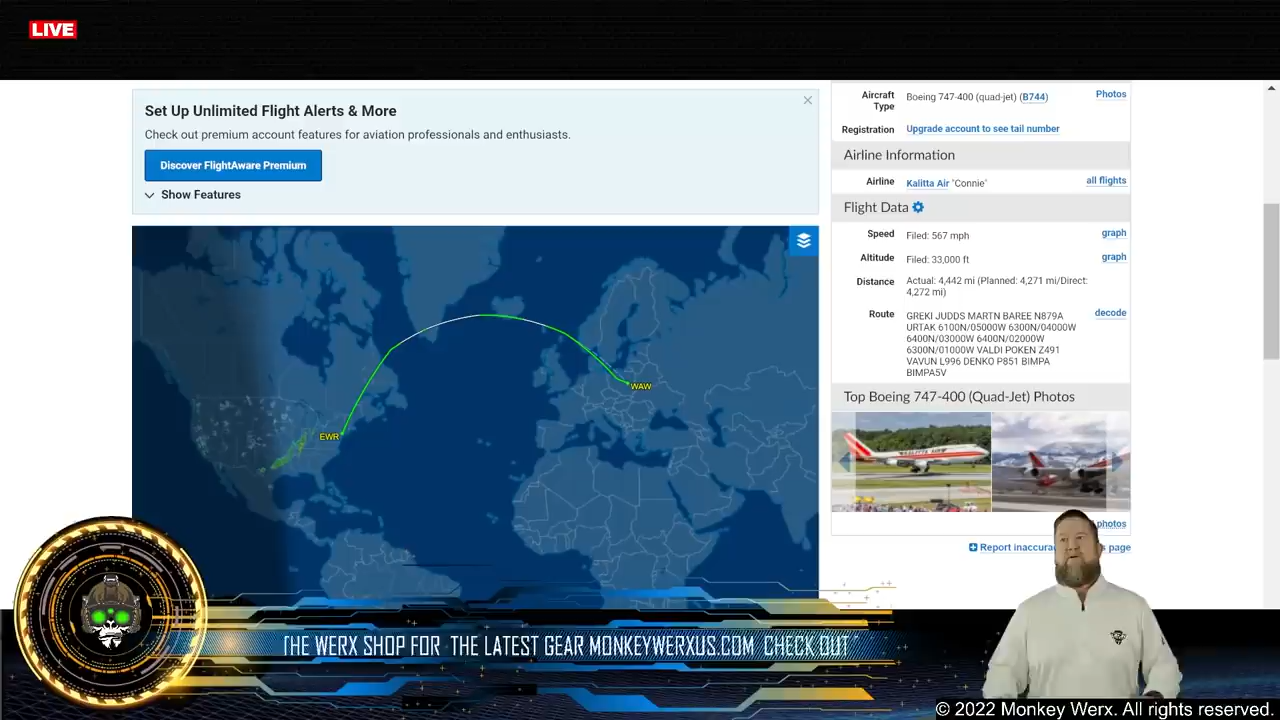 LIVE
Set Up Unlimited Flight Alerts & More
Check out premium account features for aviation professionals and enthusiasts.
Discover FlightAware Premium
Show Features
EWR
WAW
Aircraft Type
Boeing 747-400 (quad-jet) (B744)
Photos
Registration
Upgrade account to see tail number
Airline Information
Airline
Kalitta Air "Connie"
all flights
Flight Data
Speed
Filed: 567 mph
graph
Altitude
Filed: 33,000 ft
graph
Distance
Actual: 4,442 mi (Planned: 4,271 mi/Direct:
4,272 mi)
Route
GREKI JUDDS MARTN BAREE N879A
URTAK 6100N/05000W 6300N/04000W
6400N/03000W 6400N/02000W
6300N/01000W VALDI POKEN Z491
VAVUN L996 DENKO P851 BIMPA
BIMPA5V
decode
Top Boeing 747-400 (Quad-Jet) Photos
KALITTA AIR
photos
Report page
THE WERX SHOP FOR THE LATEST GEAR MONKEYWERXUS.COM CHECK OUT
© 2022 Monkey Werx. All rights reserved.